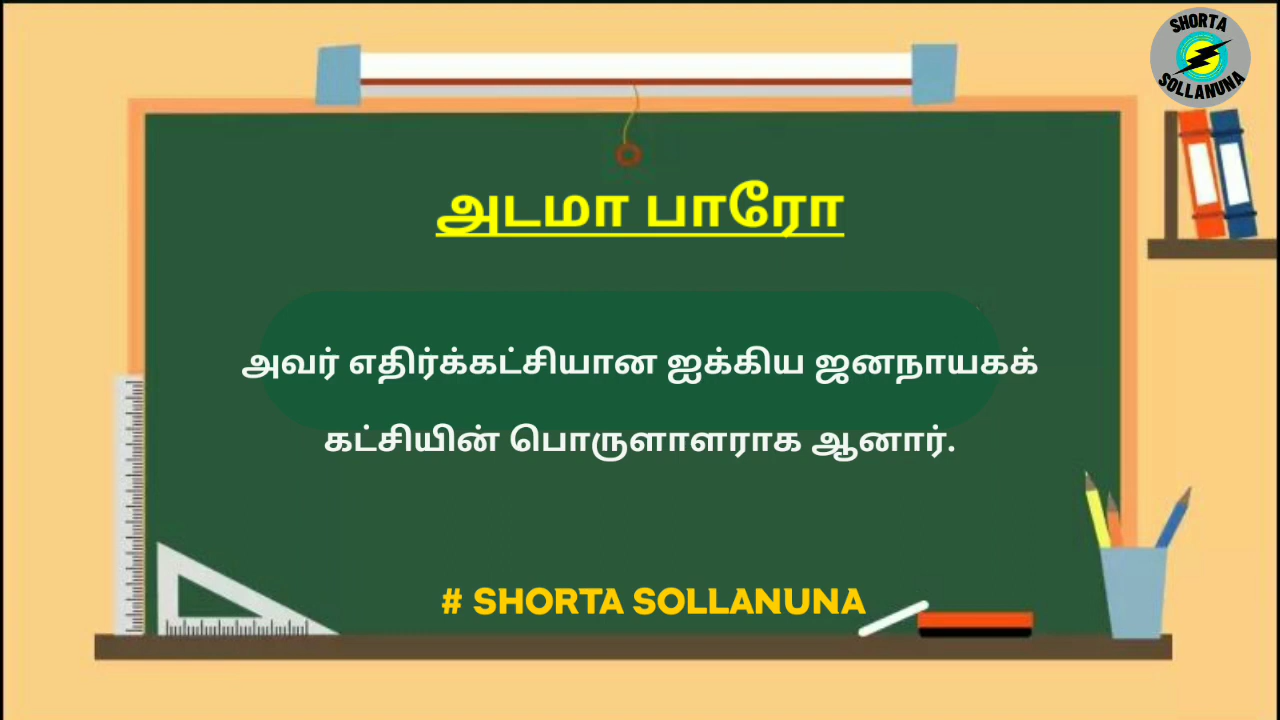 SHORTA
SOLLANUNA
அடமா பாரோ
அவர் எதிர்க்கட்சியான ஐக்கிய ஜனநாயகக்
கட்சியின் பொருளாளராக ஆனார்.
# SHORTA SOLLANUNA